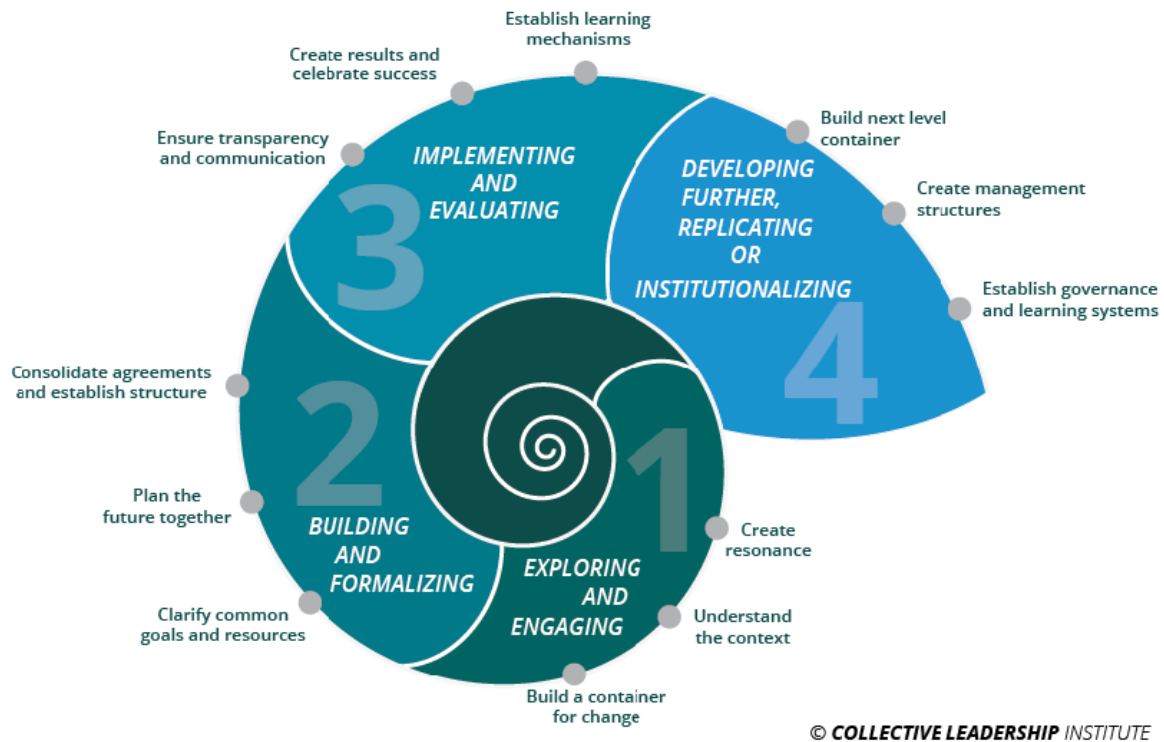 Establish learning
mechanisms
Create results and
celebrate success
Ensure transparency
and communication
Build next level
container
Create management
structures
Establish governance
and learning systems
IMPLEMENTING
AND
EVALUATING
3
DEVELOPING
FURTHER,
REPLICATING
OR
INSTITUTIONALIZING
4
Consolidate agreements
and establish structure
Plan the
future together
Clarify common
goals and resources
2
BUILDING
AND
FORMALIZING
1
EXPLORING
AND
ENGAGING
Create
resonance
Understand
the context
Build a container
for change
© COLLECTIVE LEADERSHIP INSTITUTE